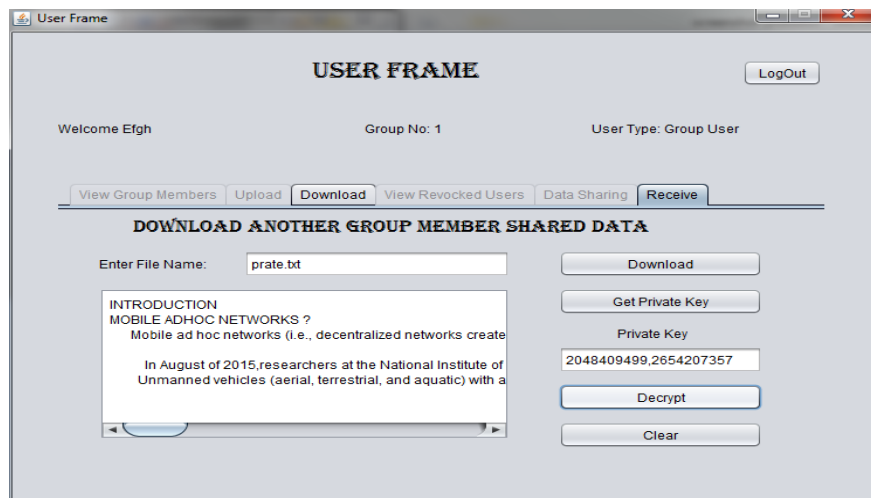 User Frame
USER FRAME
LogOut
Welcome Efgh Group No: 1 User Type: Group User
View Group Members Upload Download View Revocked Users Data Sharing Receive
DOWNLOAD ANOTHER GROUP MEMBER SHARED DATA
Enter File Name: prate.txt Download
INTRODUCTION Get Private Key
MOBILE ADHOC NETWORKS ?
Mobile ad hoc networks (i.e., decentralized networks create Private Key
In August of 2015,researchers at the National Institute of 2048409499,2654207357
Unmanned vehicles (aerial, terrestrial, and aquatic) with a
Decrypt
Clear